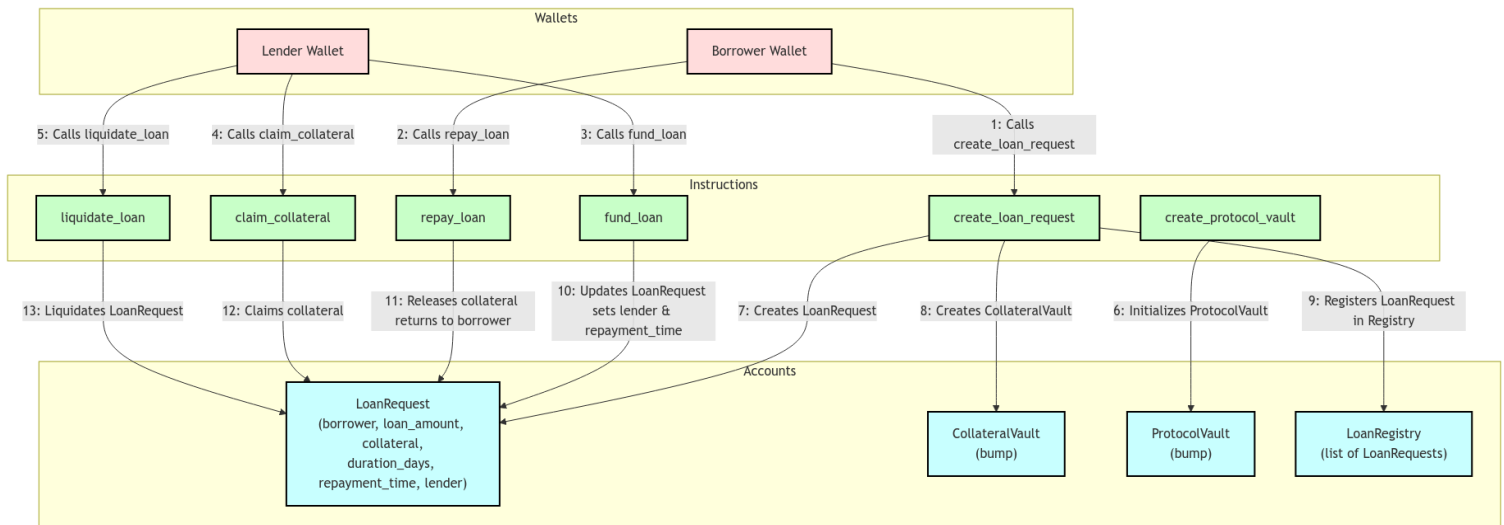 Wallets
Lender Wallet
Borrower Wallet
5: Calls liquidate_loan
4: Calls claim_collateral
2: Calls repay_loan
3: Calls fund_loan
1: Calls
create_loan_request
Instructions
liquidate_loan
claim_collateral
repay_loan
fund_loan
create_loan_request
create_protocol_vault
13: Liquidates LoanRequest
12: Claims collateral
11: Releases collateral
returns to borrower
10: Updates LoanRequest
sets lender &
repayment_time
7: Creates LoanRequest
8: Creates CollateralVault
6: Initializes ProtocolVault
9: Registers LoanRequest
in Registry
Accounts
LoanRequest
(borrower, loan_amount,
collateral,
duration_days,
repayment_time, lender)
CollateralVault
(bump)
ProtocolVault
(bump)
LoanRegistry
(list of LoanRequests)